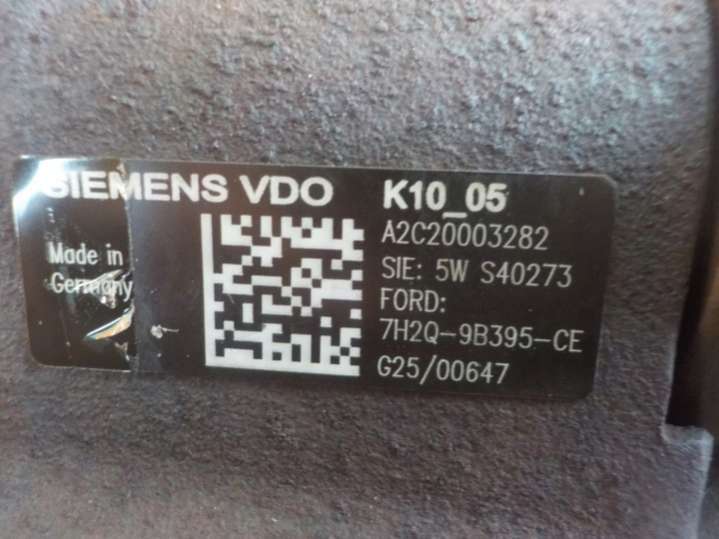 SIEMENS VDO K10_05
Made in
Germany
A2C20003282
SIE: 5W S40273
FORD:
7H2Q-9B395-CE
G25/00647